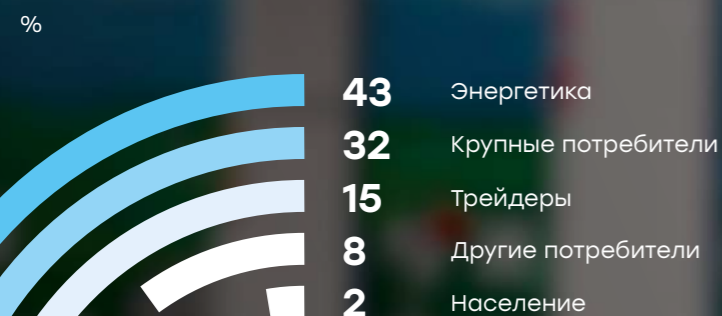 %
43 Энергетика
32 Крупные потребители
15 Трейдеры
8 Другие потребители
2 Население